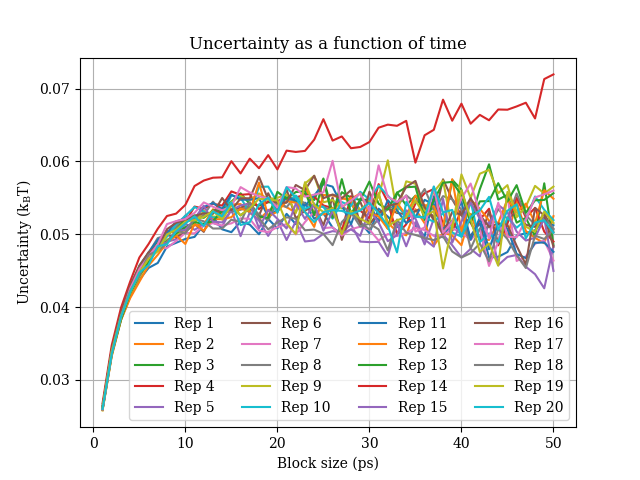 Uncertainty as a function of time
Uncertainty (k_BT)
0.07
0.06
0.05
0.04
0.03
Rep 1 Rep 6 Rep 11 Rep 16
Rep 2 Rep 7 Rep 12 Rep 17
Rep 3 Rep 8 Rep 13 Rep 18
Rep 4 Rep 9 Rep 14 Rep 19
Rep 5 Rep 10 Rep 15 Rep 20
0 10 20 30 40 50
Block size (ps)